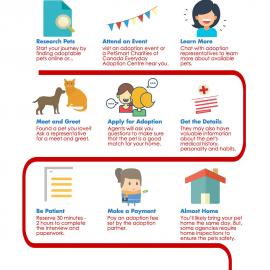 Research Pets
Start your journey by
finding adoptable
pets online or...
Attend an Event
visit an adoption event or
a PetSmart Charities of
Canada Everyday
Adoption Centre near you.
Learn More
Chat with adoption
representatives to learn
more about available
pets.
Meet and Greet
Found a pet you love?!
Ask a representative
for a meet and greet
Apply for Adoption
Agents will ask you
questions to make sure
that the pet is a good
match for your home.
Get the Details
They may also have
valuable information
about the pet's
medical history,
personality and habits.
Be Patient
Reserve 30 minutes -
2 hours to complete
the interview and
paperwork.
Make a Payment
Pay an adoption fee
set by the adoption
partner.
Almost Home
You'll likely bring your pet
home the same day. But,
some agencies require
home inspections to
ensure the pets safety.